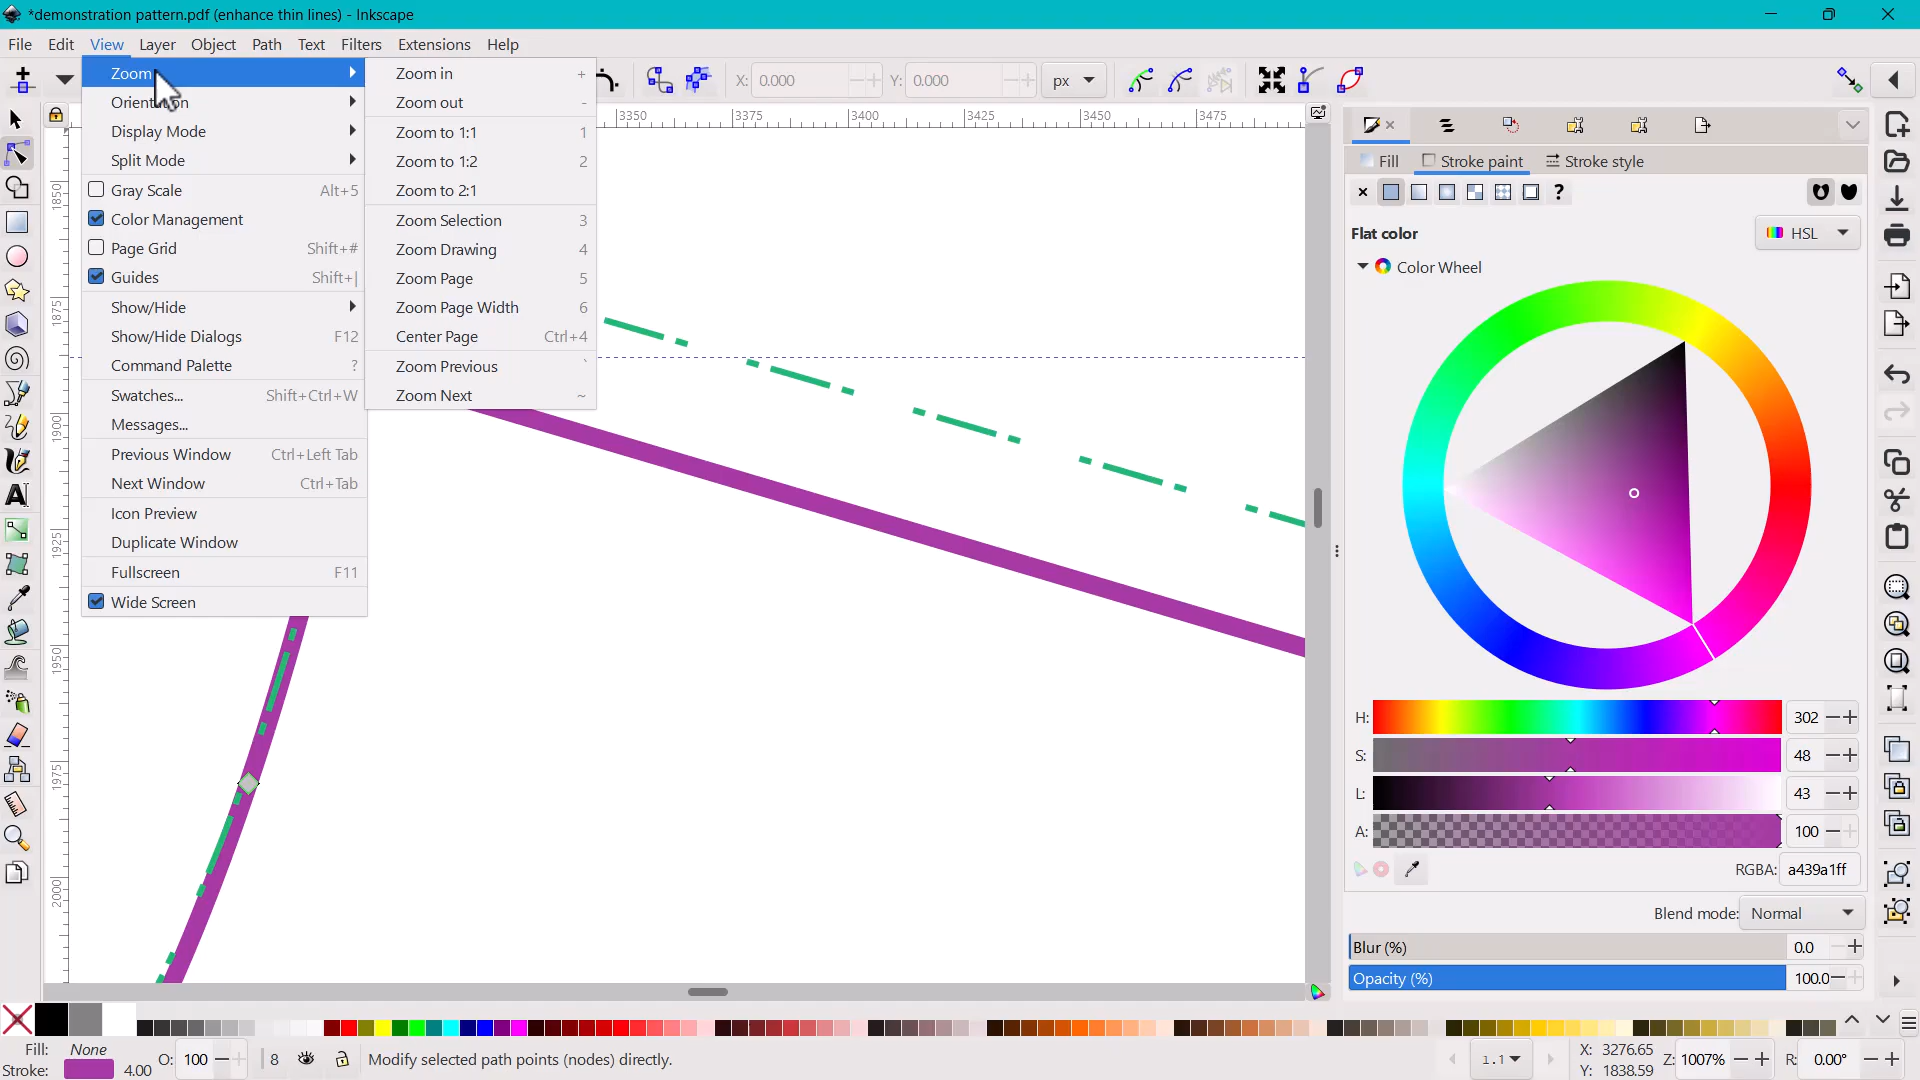 *demonstration pattern.pdf (enhance thin lines) - Inkscape
File Edit View Layer Object Path Text Filters Extensions Help
X: 0.000 Y: 0.000 px
Zoom
Orientation
Display Mode
Split Mode
Gray Scale Alt+5
Color Management
Page Grid Shift+#
Guides Shift+|
Show/Hide
Show/Hide Dialogs F12
Command Palette ?
Swatches... Shift+Ctrl+W
Messages...
Previous Window Ctrl+Left Tab
Next Window Ctrl+Tab
Icon Preview
Duplicate Window
Fullscreen F11
Wide Screen
Zoom in +
Zoom out -
Zoom to 1:1 1
Zoom to 1:2 2
Zoom to 2:1
Zoom Selection 3
Zoom Drawing 4
Zoom Page 5
Zoom Page Width 6
Center Page Ctrl+4
Zoom Previous `
Zoom Next ~
3350 3375 3400 3425 3450 3475
1850
1875
1900
1925
1950
1975
2000
Fill Stroke paint Stroke style
?
Flat color HSL
Color Wheel
H: 302
S: 48
L: 43
A: 100
RGBA: a439a1ff
Blend mode: Normal
Blur (%) 0.0
Opacity (%) 100.0
Fill: None
Stroke: 4.00
O: 100
8
Modify selected path points (nodes) directly.
1.1
X: 3276.65
Y: 1838.59
Z: 1007%
R: 0.00°